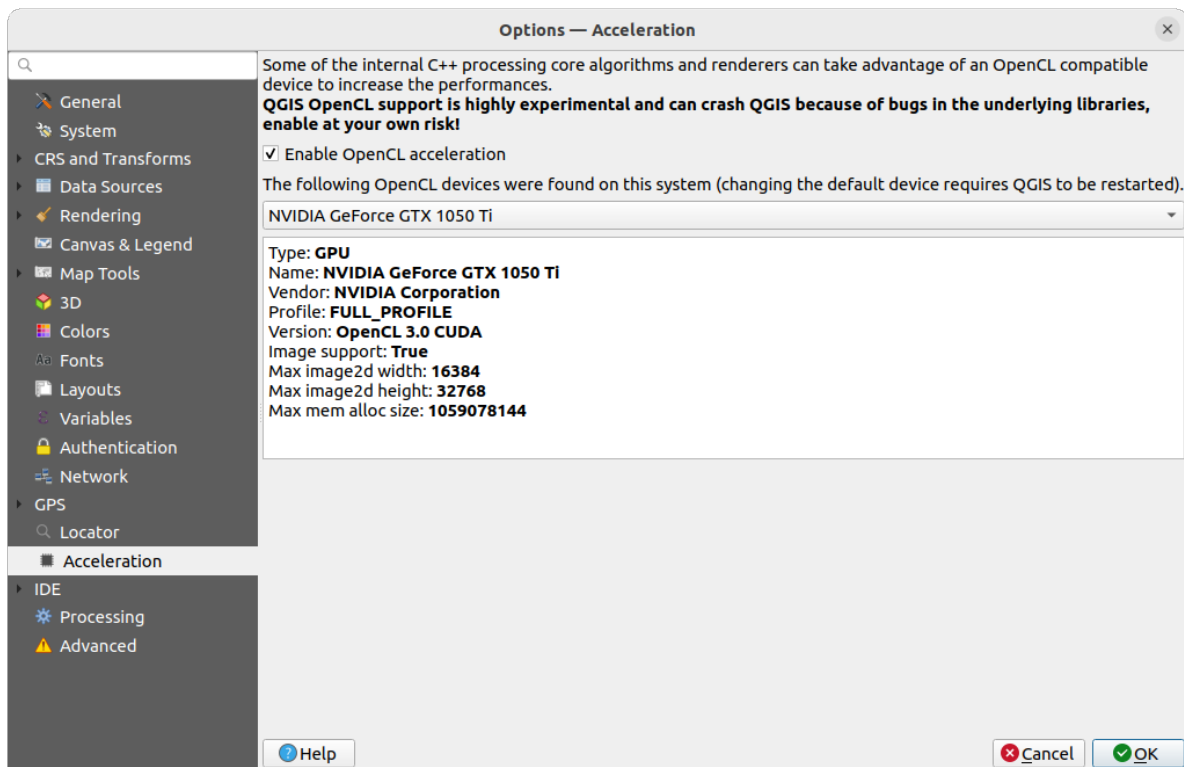 Options — Acceleration
General
System
CRS and Transforms
Data Sources
Rendering
Canvas & Legend
Map Tools
3D
Colors
Aa Fonts
Layouts
ε Variables
Authentication
Network
GPS
Locator
Acceleration
IDE
Processing
Advanced
Some of the internal C++ processing core algorithms and renderers can take advantage of an OpenCL compatible
device to increase the performances.
QGIS OpenCL support is highly experimental and can crash QGIS because of bugs in the underlying libraries,
enable at your own risk!
Enable OpenCL acceleration
The following OpenCL devices were found on this system (changing the default device requires QGIS to be restarted).
NVIDIA GeForce GTX 1050 Ti
Type: GPU
Name: NVIDIA GeForce GTX 1050 Ti
Vendor: NVIDIA Corporation
Profile: FULL_PROFILE
Version: OpenCL 3.0 CUDA
Image support: True
Max image2d width: 16384
Max image2d height: 32768
Max mem alloc size: 1059078144
? Help
Cancel
OK